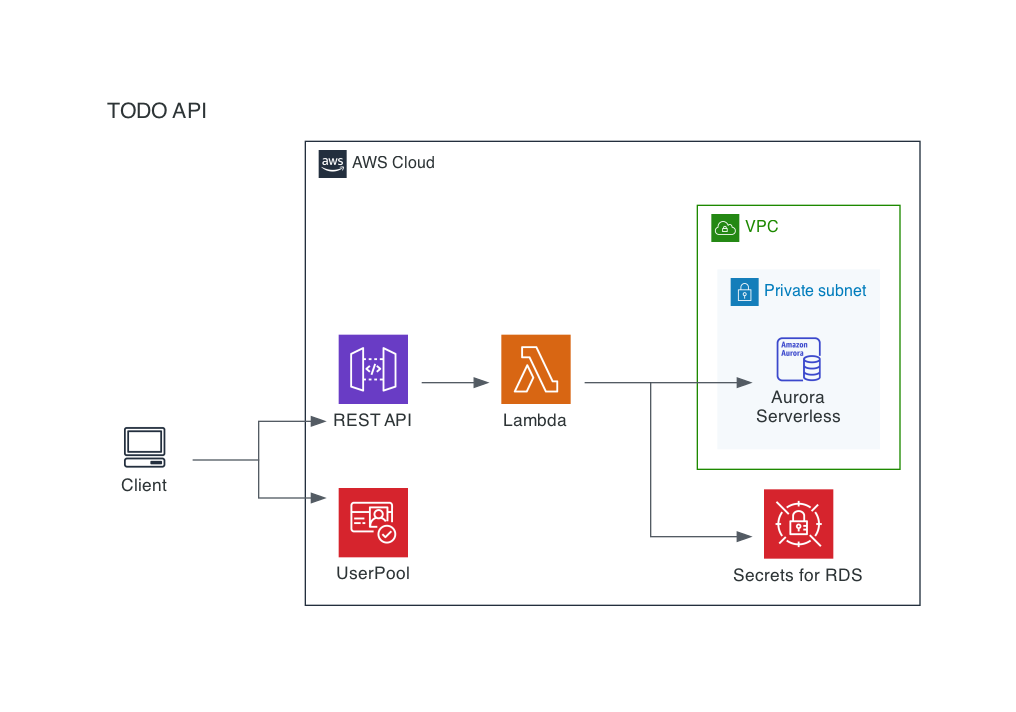 TODO API
aws
AWS Cloud
VPC
Private subnet
Amazon
Aurora
Aurora
Serverless
</>
REST API
Lambda
Client
UserPool
Secrets for RDS